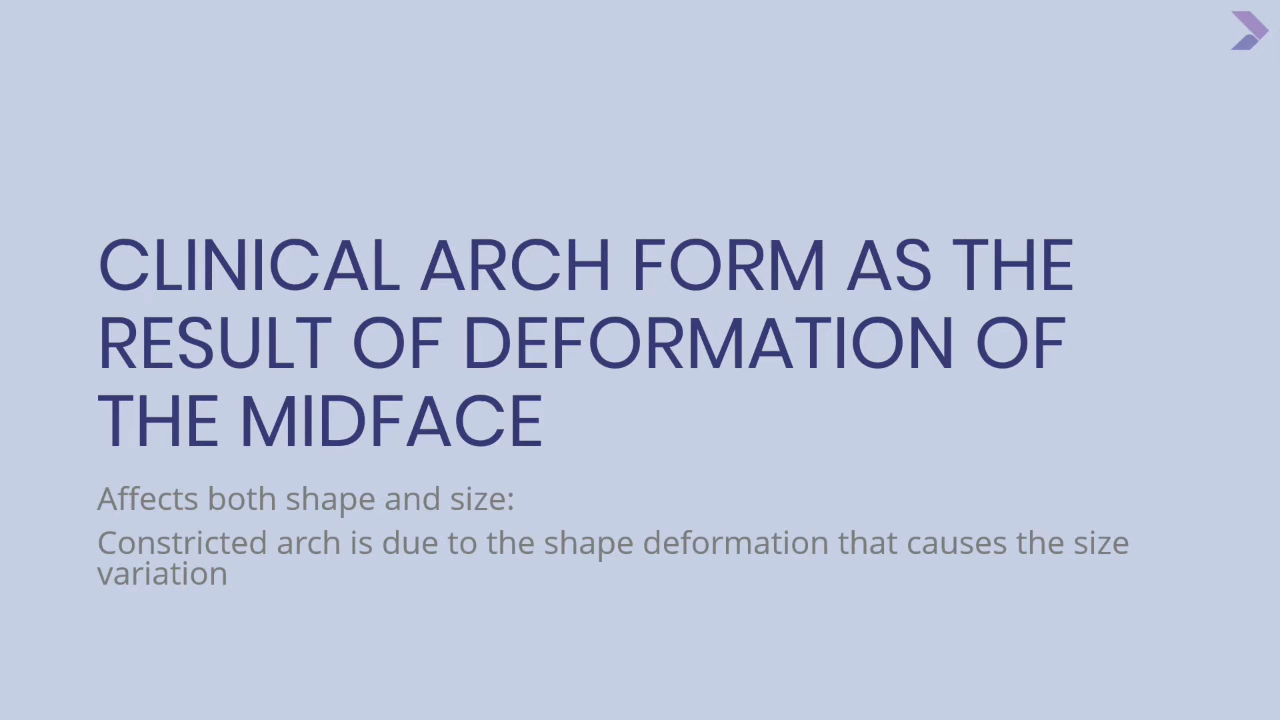 CLINICAL ARCH FORM AS THE
RESULT OF DEFORMATION OF
THE MIDFACE
Affects both shape and size:
Constricted arch is due to the shape deformation that causes the size
variation